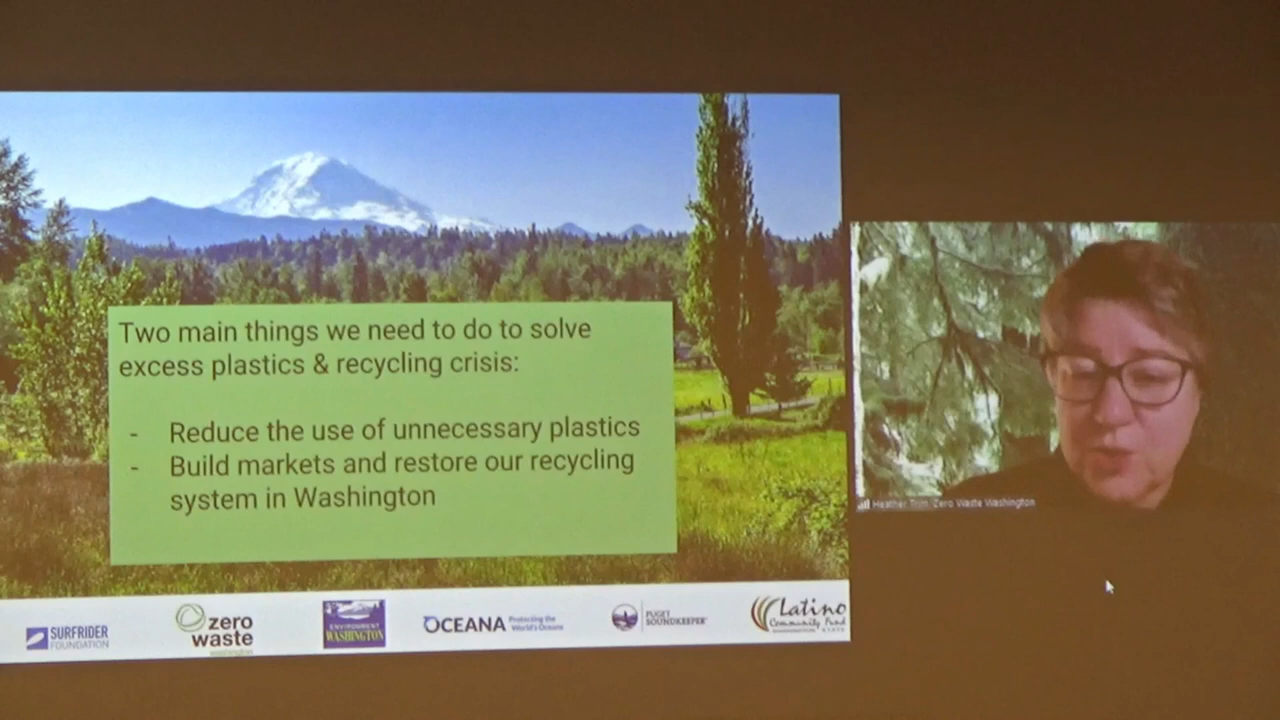 Two main things we need to do to solve
excess plastics & recycling crisis:
- Reduce the use of unnecessary plastics
- Build markets and restore our recycling
system in Washington
Heather Trim, Zero Waste Washington
SURFRIDER
FOUNDATION
zero
waste
washington
ENVIRONMENT
WASHINGTON
OCEANA
Protecting the
World's Oceans
PUGET
SOUNDKEEPER
Latino
Community Fund